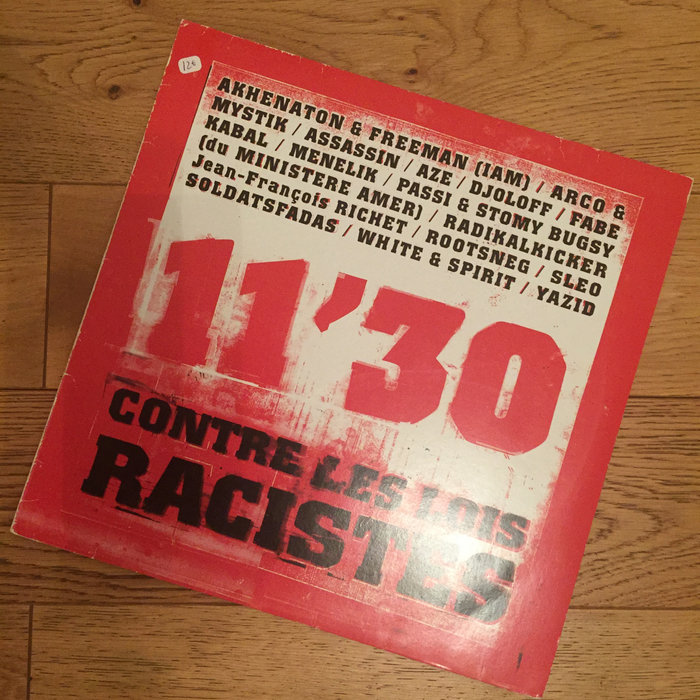 12€
AKHENATON & FREEMAN (IAM) / ARCO &
MYSTIK / ASSASSIN / AZE / DJOLOFF / FABE
KABAL / MENELIK / PASSI & STOMY BUGSY
(du MINISTERE AMER) / RADIKALKICKER
Jean-François RICHET / ROOTSNEG / SLEO
SOLDATSFADAS / WHITE & SPIRIT / YAZID
11'30
CONTRE LES LOIS
RACISTES